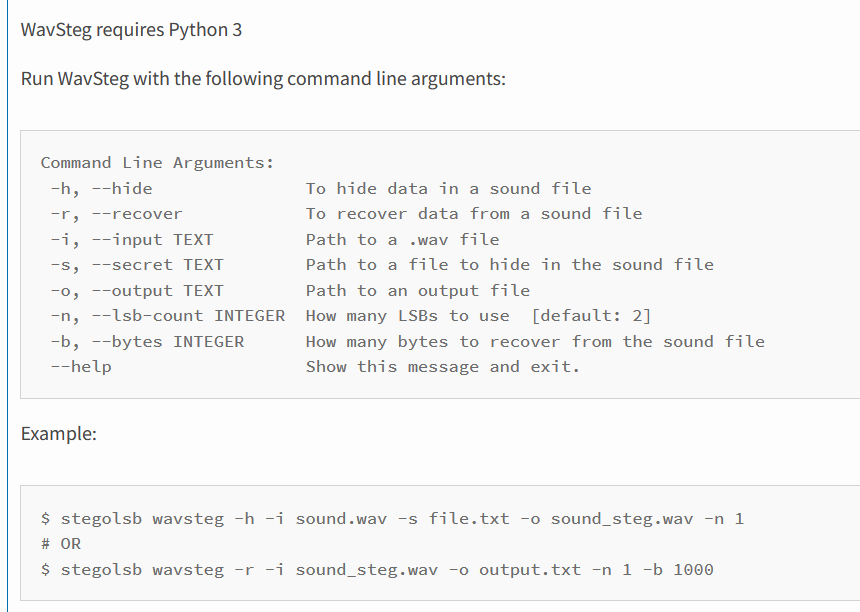 WavSteg requires Python 3
Run WavSteg with the following command line arguments:
Command Line Arguments:
-h, --hide               To hide data in a sound file
-r, --recover            To recover data from a sound file
-i, --input TEXT         Path to a .wav file
-s, --secret TEXT        Path to a file to hide in the sound file
-o, --output TEXT        Path to an output file
-n, --lsb-count INTEGER  How many LSBs to use  [default: 2]
-b, --bytes INTEGER      How many bytes to recover from the sound file
--help                   Show this message and exit.
Example:
$ stegolsb wavsteg -h -i sound.wav -s file.txt -o sound_steg.wav -n 1
# OR
$ stegolsb wavsteg -r -i sound_steg.wav -o output.txt -n 1 -b 1000